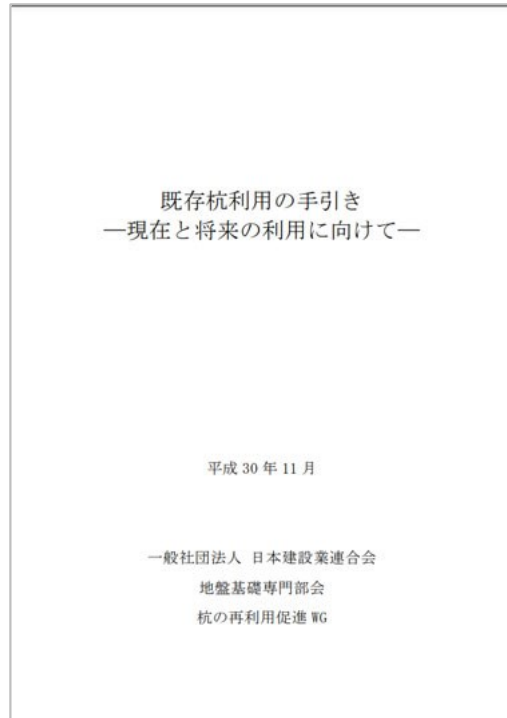 既存杭利用の手引き
―現在と将来の利用に向けて―
平成 30 年 11 月
一般社団法人 日本建設業連合会
地盤基礎専門部会
杭の再利用促進 WG